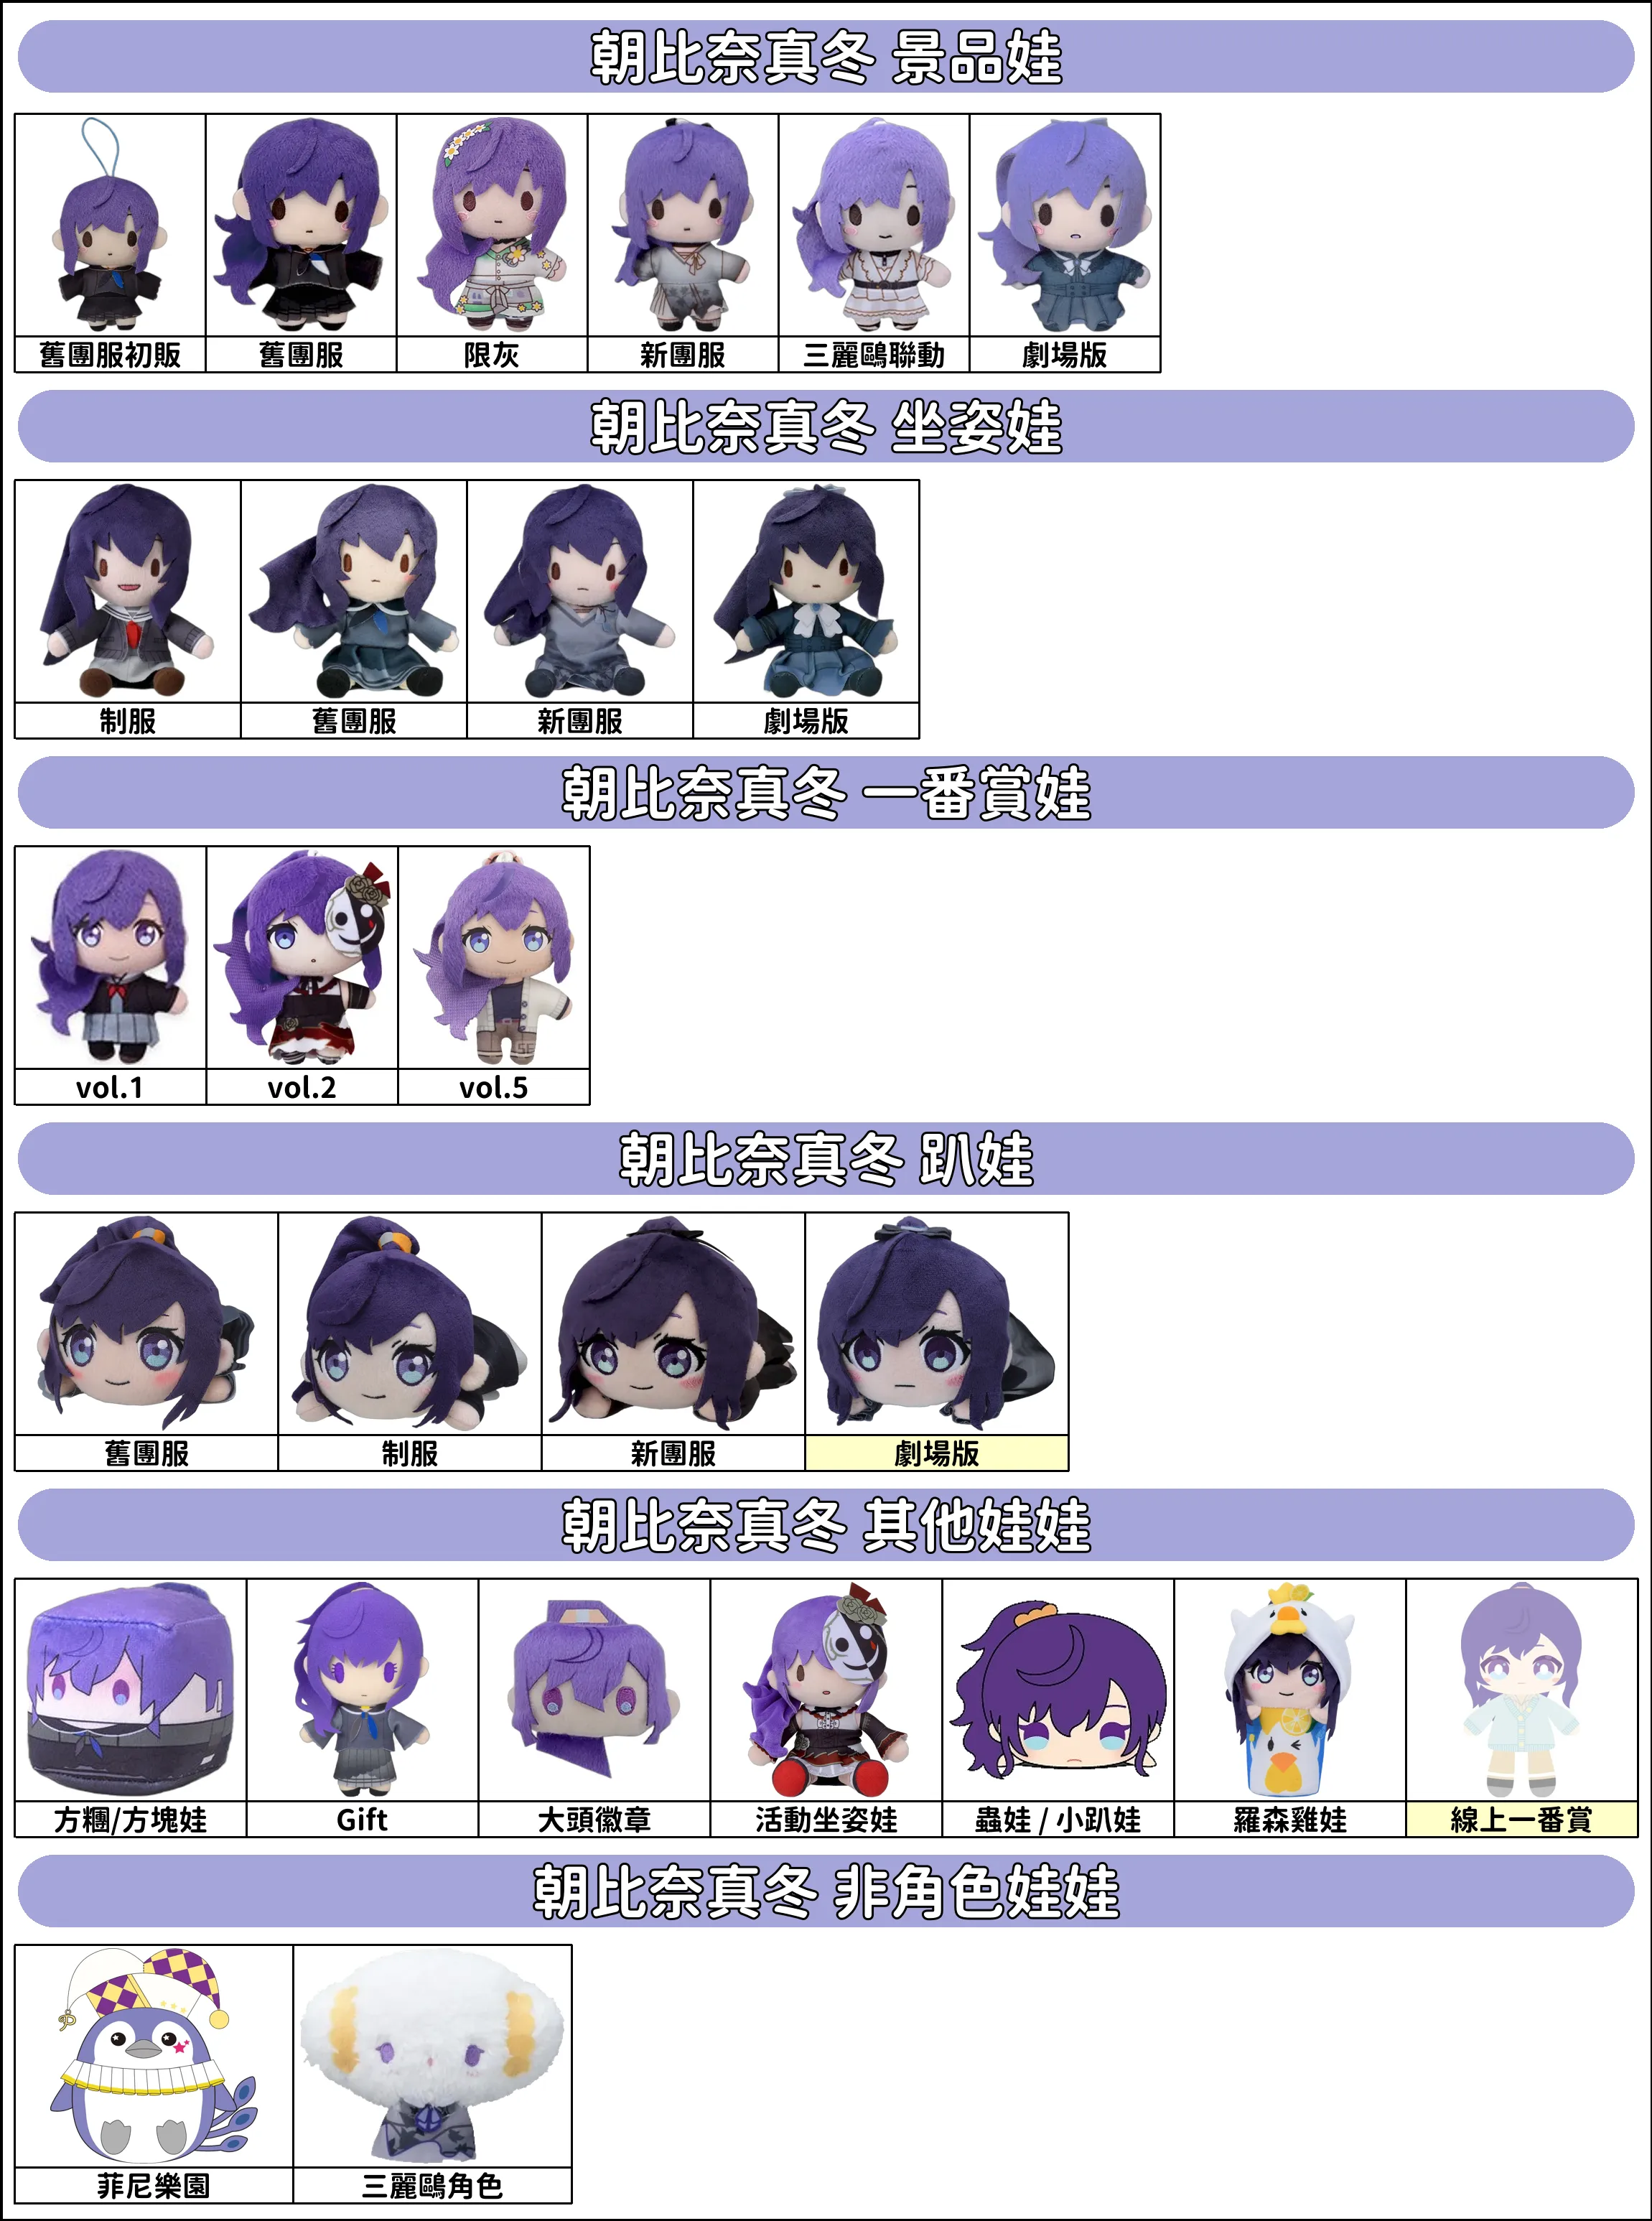 朝比奈真冬 景品娃
舊團服初販
舊團服
限灰
新團服
三麗鷗聯動
劇場版
朝比奈真冬 坐姿娃
制服
舊團服
新團服
劇場版
朝比奈真冬 一番賞娃
vol.1
vol.2
vol.5
朝比奈真冬 趴娃
舊團服
制服
新團服
劇場版
朝比奈真冬 其他娃娃
方糰/方塊娃
Gift
大頭徽章
活動坐姿娃
蟲娃 / 小趴娃
羅森雞娃
線上一番賞
朝比奈真冬 非角色娃娃
菲尼樂園
三麗鷗角色